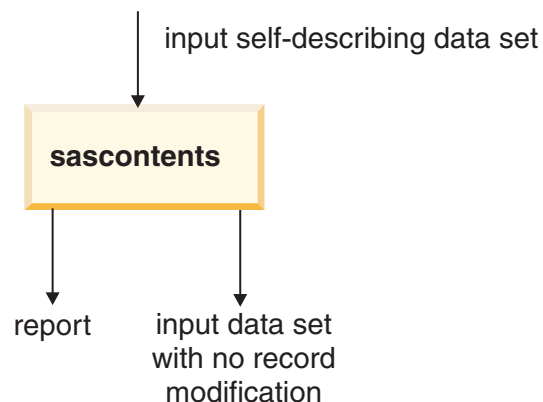 input self-describing data set
sascontents
report
input data set
with no record
modification